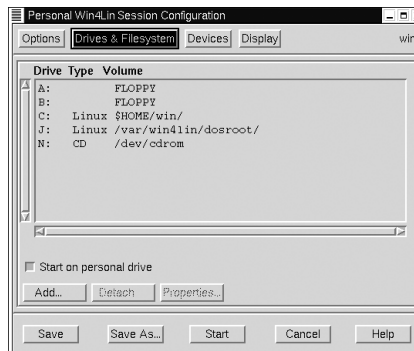 Personal Win4Lin Session Configuration
Options Drives & Filesystem Devices Display win
Drive Type Volume
A: FLOPPY
B: FLOPPY
C: Linux $HOME/win/
J: Linux /var/win4lin/dosroot/
N: CD /dev/cdrom
Start on personal drive
Add... Detach Properties...
Save Save As... Start Cancel Help